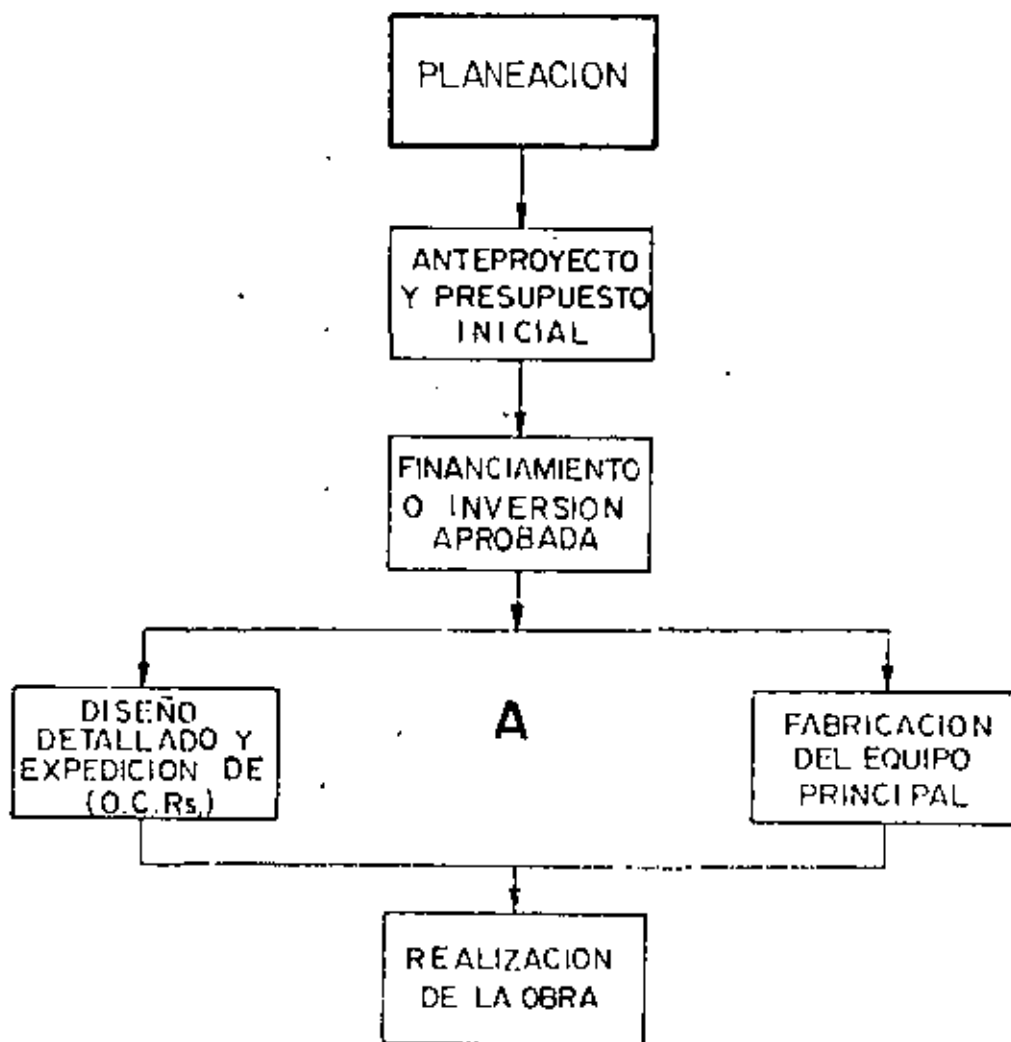 PLANEACION
ANTEPROYECTO
Y PRESUPUESTO
INICIAL
FINANCIAMIENTO
O INVERSION
APROBADA
DISEÑO
DETALLADO Y
EXPEDICION DE
(O.C.Rs.)
A
FABRICACION
DEL EQUIPO
PRINCIPAL
REALIZACION
DE LA OBRA